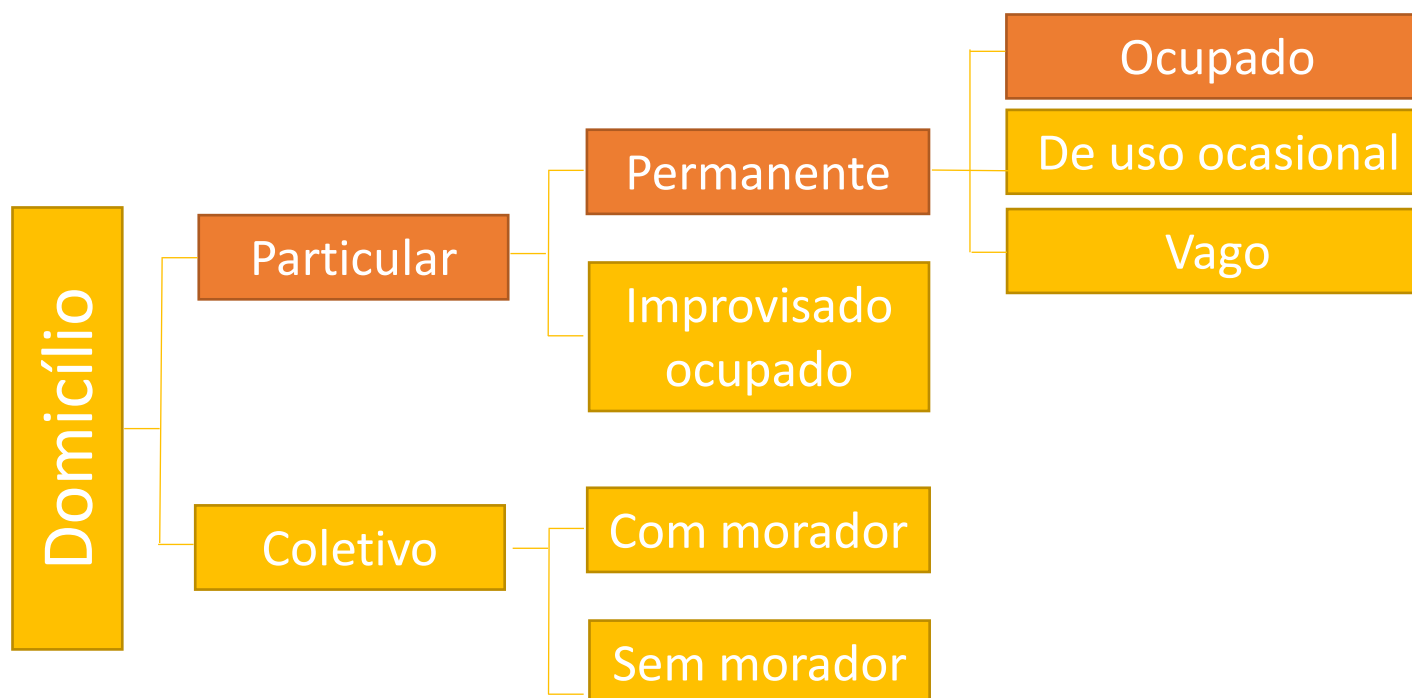 Domicílio
Particular
Permanente
Ocupado
De uso ocasional
Vago
Improvisado
ocupado
Coletivo
Com morador
Sem morador